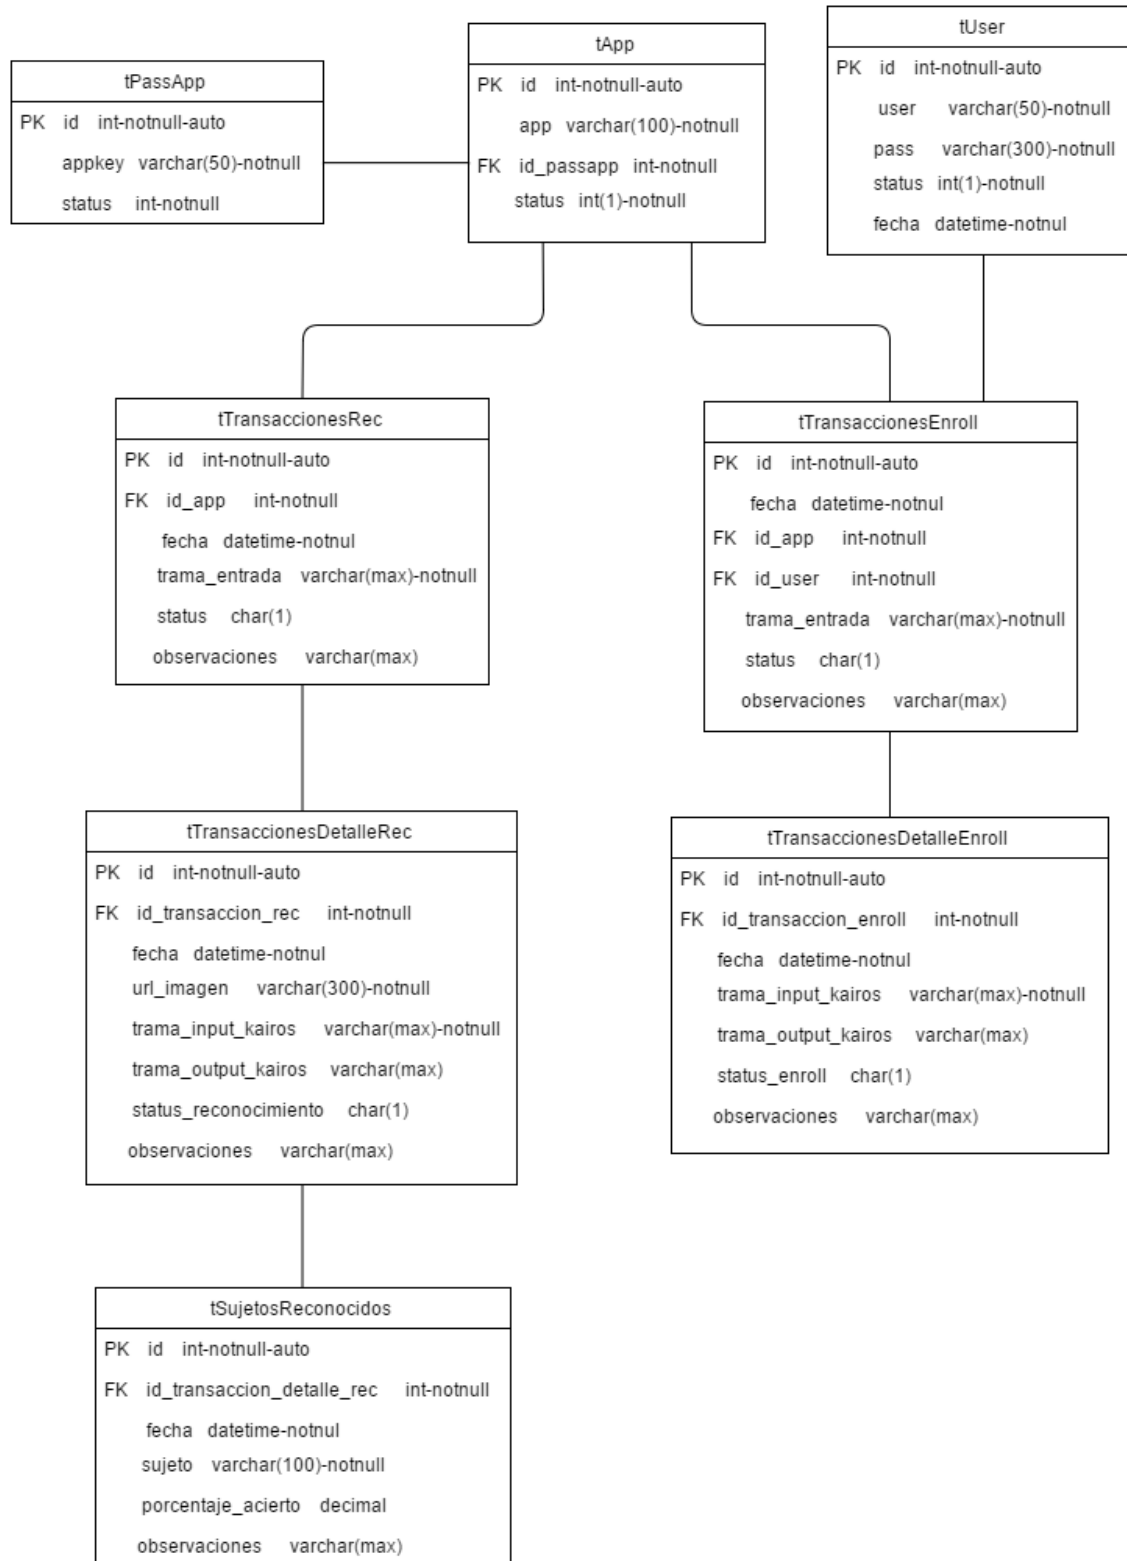 tPassApp
PK id int-notnull-auto
appkey varchar(50)-notnull
status int-notnull
tApp
PK id int-notnull-auto
app varchar(100)-notnull
FK id_passapp int-notnull
status int(1)-notnull
tUser
PK id int-notnull-auto
user varchar(50)-notnull
pass varchar(300)-notnull
status int(1)-notnull
fecha datetime-notnul
tTransaccionesRec
PK id int-notnull-auto
FK id_app int-notnull
fecha datetime-notnul
trama_entrada varchar(max)-notnull
status char(1)
observaciones varchar(max)
tTransaccionesEnroll
PK id int-notnull-auto
fecha datetime-notnul
FK id_app int-notnull
FK id_user int-notnull
trama_entrada varchar(max)-notnull
status char(1)
observaciones varchar(max)
tTransaccionesDetalleRec
PK id int-notnull-auto
FK id_transaccion_rec int-notnull
fecha datetime-notnul
url_imagen varchar(300)-notnull
trama_input_kairos varchar(max)-notnull
trama_output_kairos varchar(max)
status_reconocimiento char(1)
observaciones varchar(max)
tTransaccionesDetalleEnroll
PK id int-notnull-auto
FK id_transaccion_enroll int-notnull
fecha datetime-notnul
trama_input_kairos varchar(max)-notnull
trama_output_kairos varchar(max)
status_enroll char(1)
observaciones varchar(max)
tSujetosReconocidos
PK id int-notnull-auto
FK id_transaccion_detalle_rec int-notnull
fecha datetime-notnul
sujeto varchar(100)-notnull
porcentaje_acierto decimal
observaciones varchar(max)